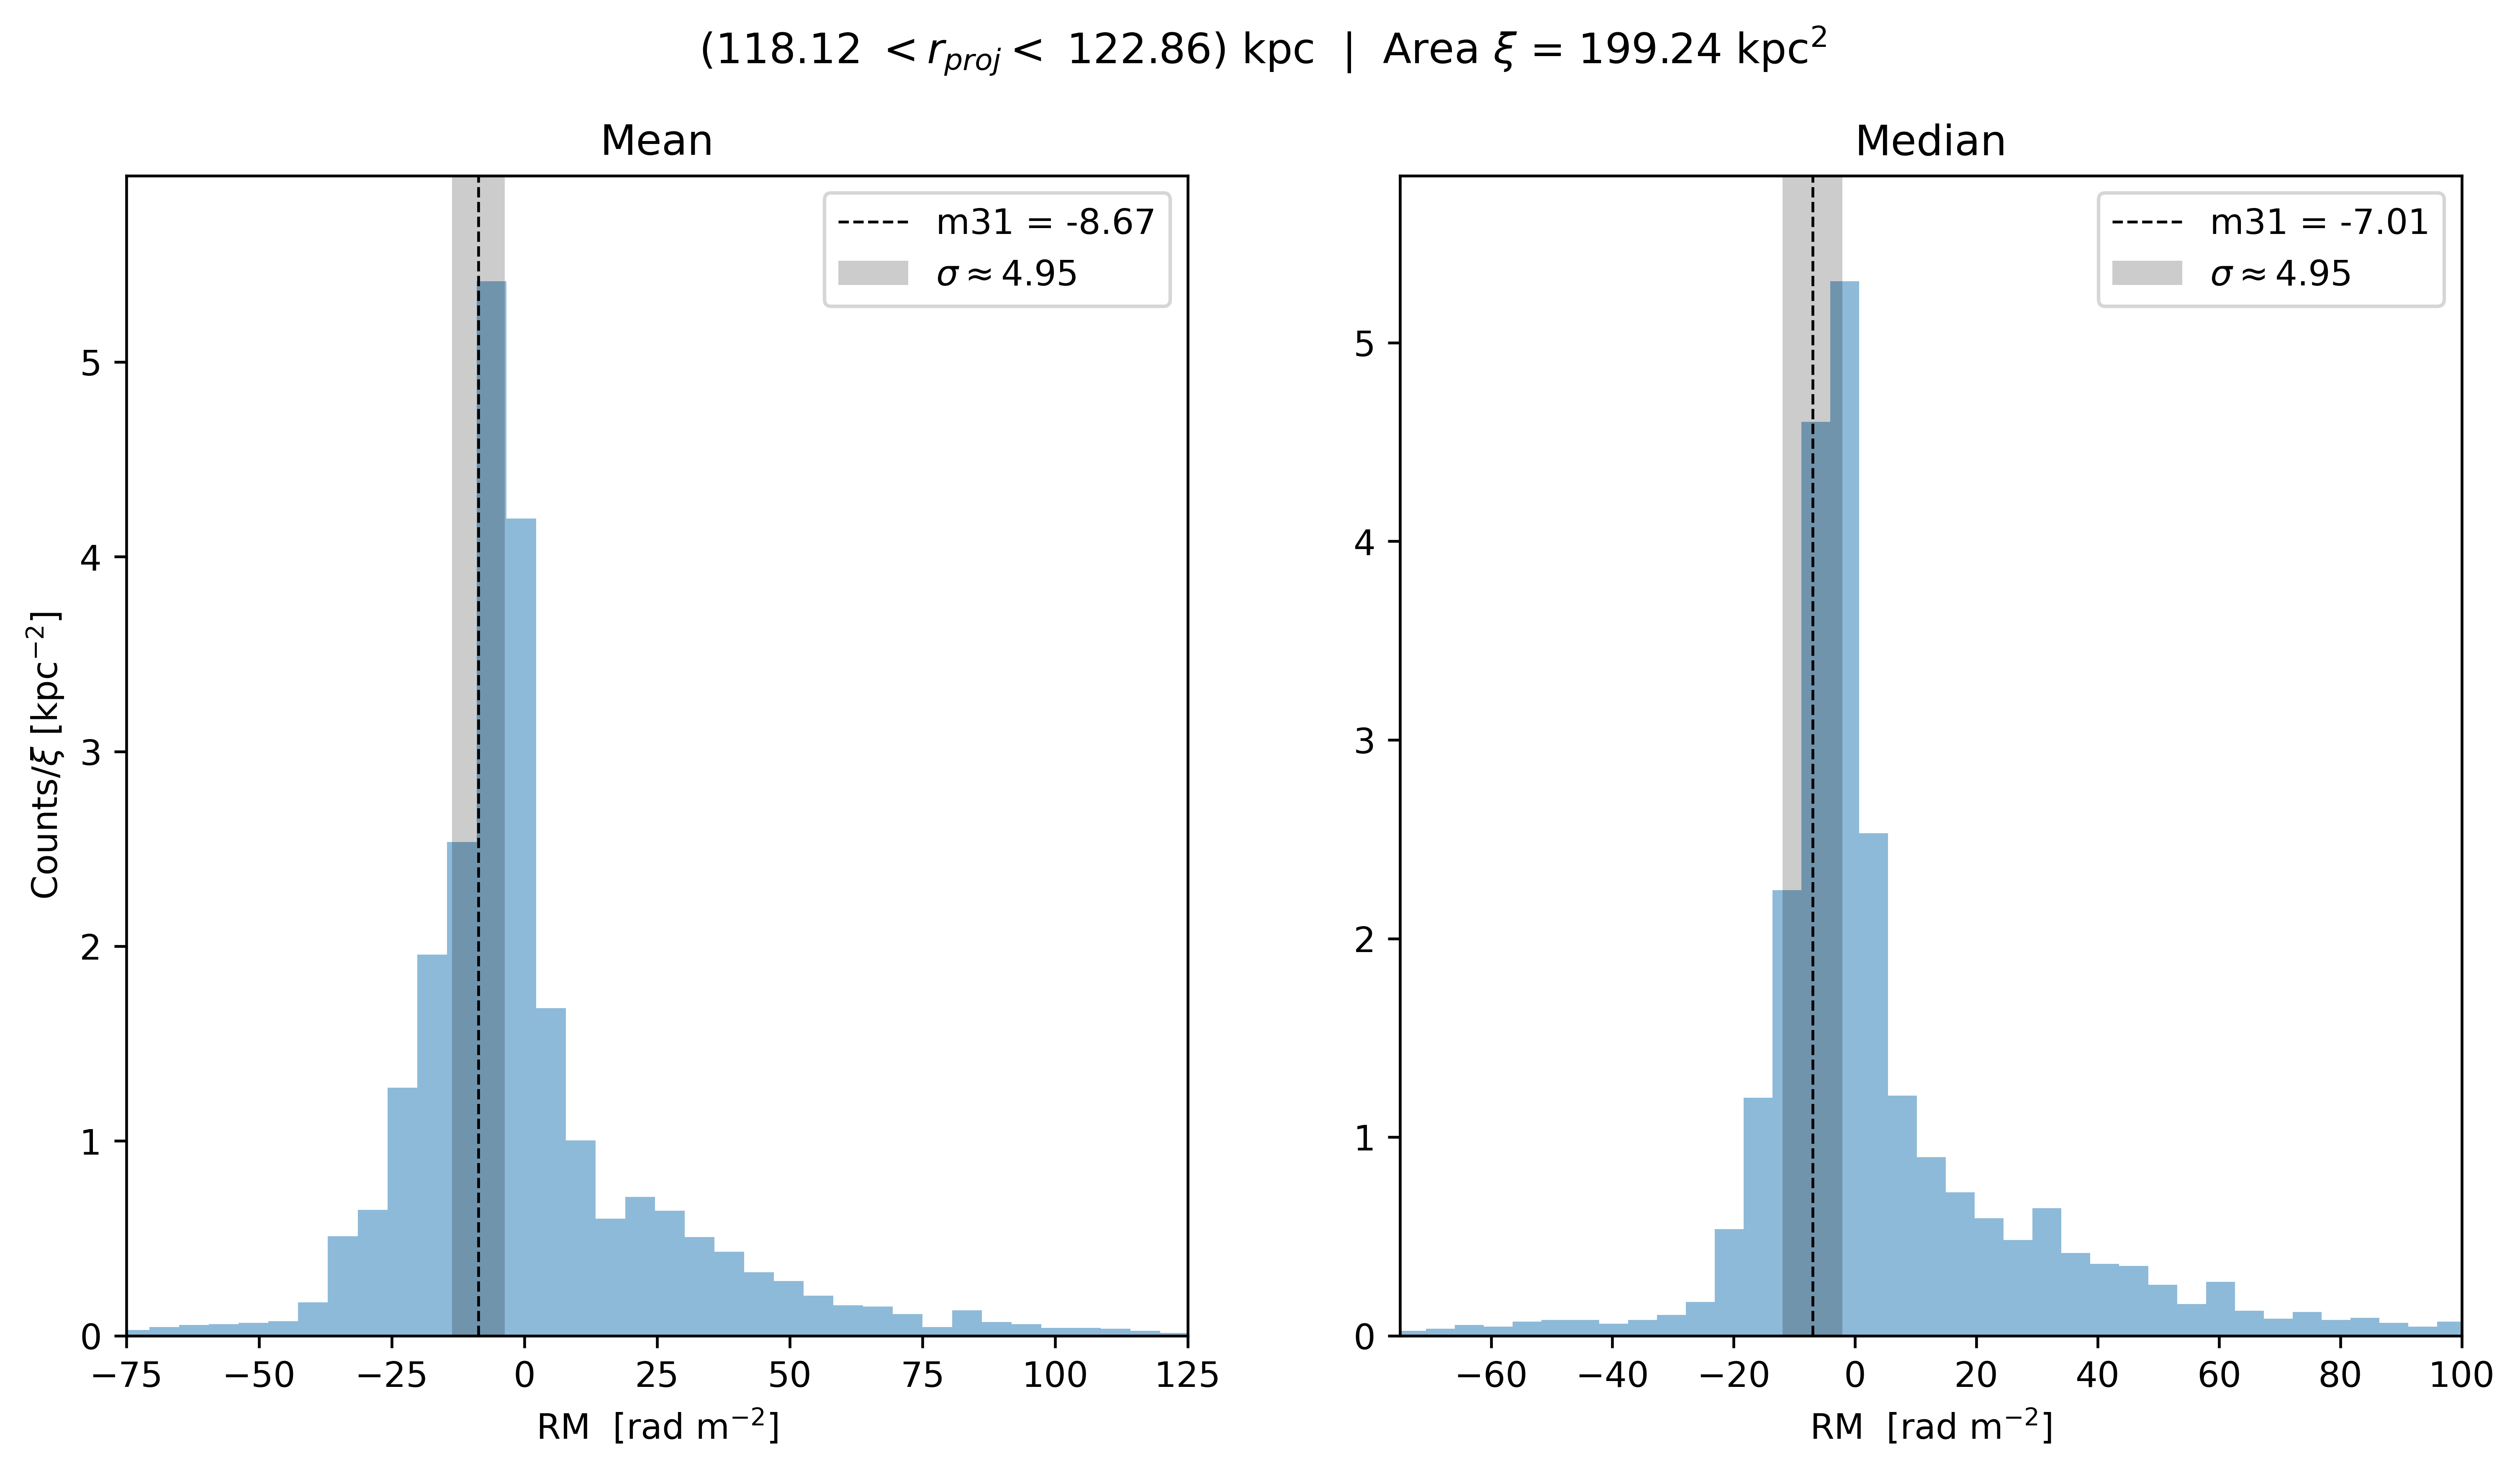 (118.12 < r_proj < 122.86) kpc | Area ξ = 199.24 kpc²
Mean
m31 = -8.67
σ ≈ 4.95
Counts/ξ [kpc⁻²]
5
4
3
2
1
0
−75 −50 −25 0 25 50 75 100 125
RM [rad m⁻²]
Median
m31 = -7.01
σ ≈ 4.95
5
4
3
2
1
0
−60 −40 −20 0 20 40 60 80 100
RM [rad m⁻²]